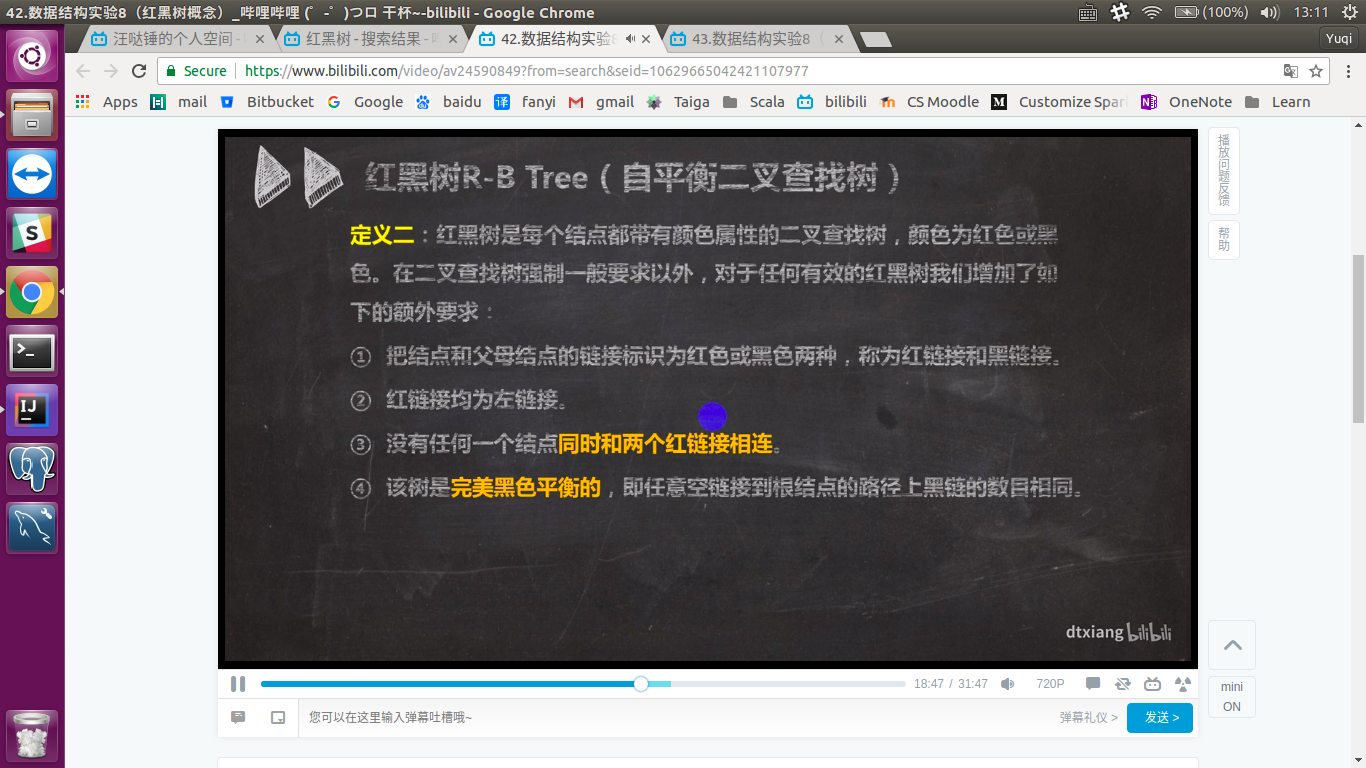 42.数据结构实验8（红黑树概念）_哔哩哔哩 (゜-゜)つロ 干杯~-bilibili - Google Chrome
(100%)
13:11
汪哒锤的个人空间 -
红黑树 - 搜索结果 -
42.数据结构实验8
43.数据结构实验8（
Yuqi
Secure
https://www.bilibili.com/video/av24590849?from=search&seid=10629665042421107977
Apps
mail
Bitbucket
Google
baidu
译
fanyi
gmail
Taiga
Scala
bilibili
CS Moodle
Customize Spar
OneNote
Learn
红黑树R-B Tree（自平衡二叉查找树）
定义二：红黑树是每个结点都带有颜色属性的二叉查找树，颜色为红色或黑
色。在二叉查找树强制一般要求以外，对于任何有效的红黑树我们增加了如
下的额外要求：
① 把结点和父母结点的链接标识为红色或黑色两种，称为红链接和黑链接。
② 红链接均为左链接。
③ 没有任何一个结点同时和两个红链接相连。
④ 该树是完美黑色平衡的，即任意空链接到根结点的路径上黑链的数目相同。
dtxiang bilibili
播放问题反馈
帮助
18:47 / 31:47
720P
您可以在这里输入弹幕吐槽哦~
弹幕礼仪 >
发送 >
mini
ON